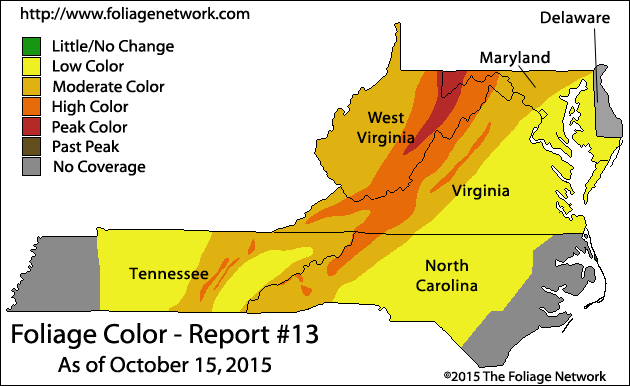 http://www.foliagenetwork.com
Delaware
Little/No Change
Low Color
Moderate Color
High Color
Peak Color
Past Peak
No Coverage
Maryland
West
Virginia
Virginia
Tennessee
North
Carolina
Foliage Color - Report #13
As of October 15, 2015
©2015 The Foliage Network